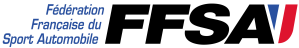 Fédération
Française du
Sport Automobile
FFSA